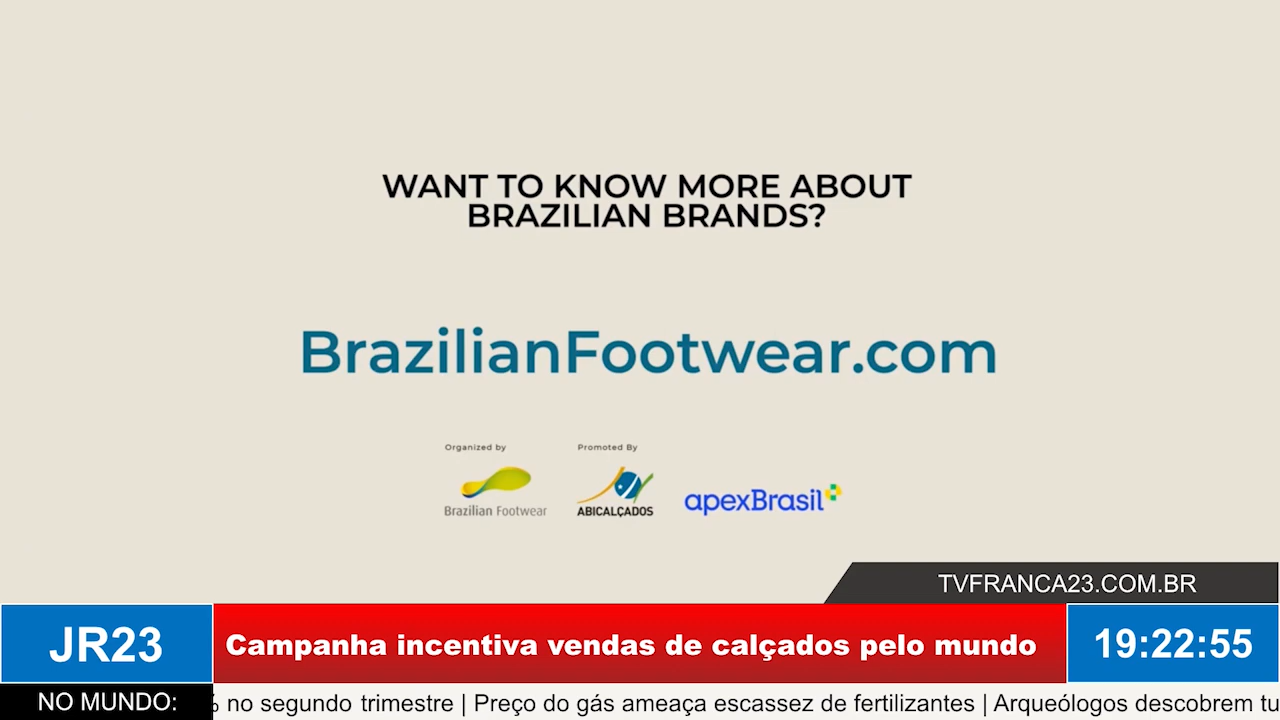 WANT TO KNOW MORE ABOUT
BRAZILIAN BRANDS?
BrazilianFootwear.com
Organized by
Promoted By
Brazilian Footwear
ABICALÇADOS
apexBrasil
TVFRANCA23.COM.BR
JR23
Campanha incentiva vendas de calçados pelo mundo
19:22:55
NO MUNDO:
% no segundo trimestre | Preço do gás ameaça escassez de fertilizantes | Arqueólogos descobrem tu